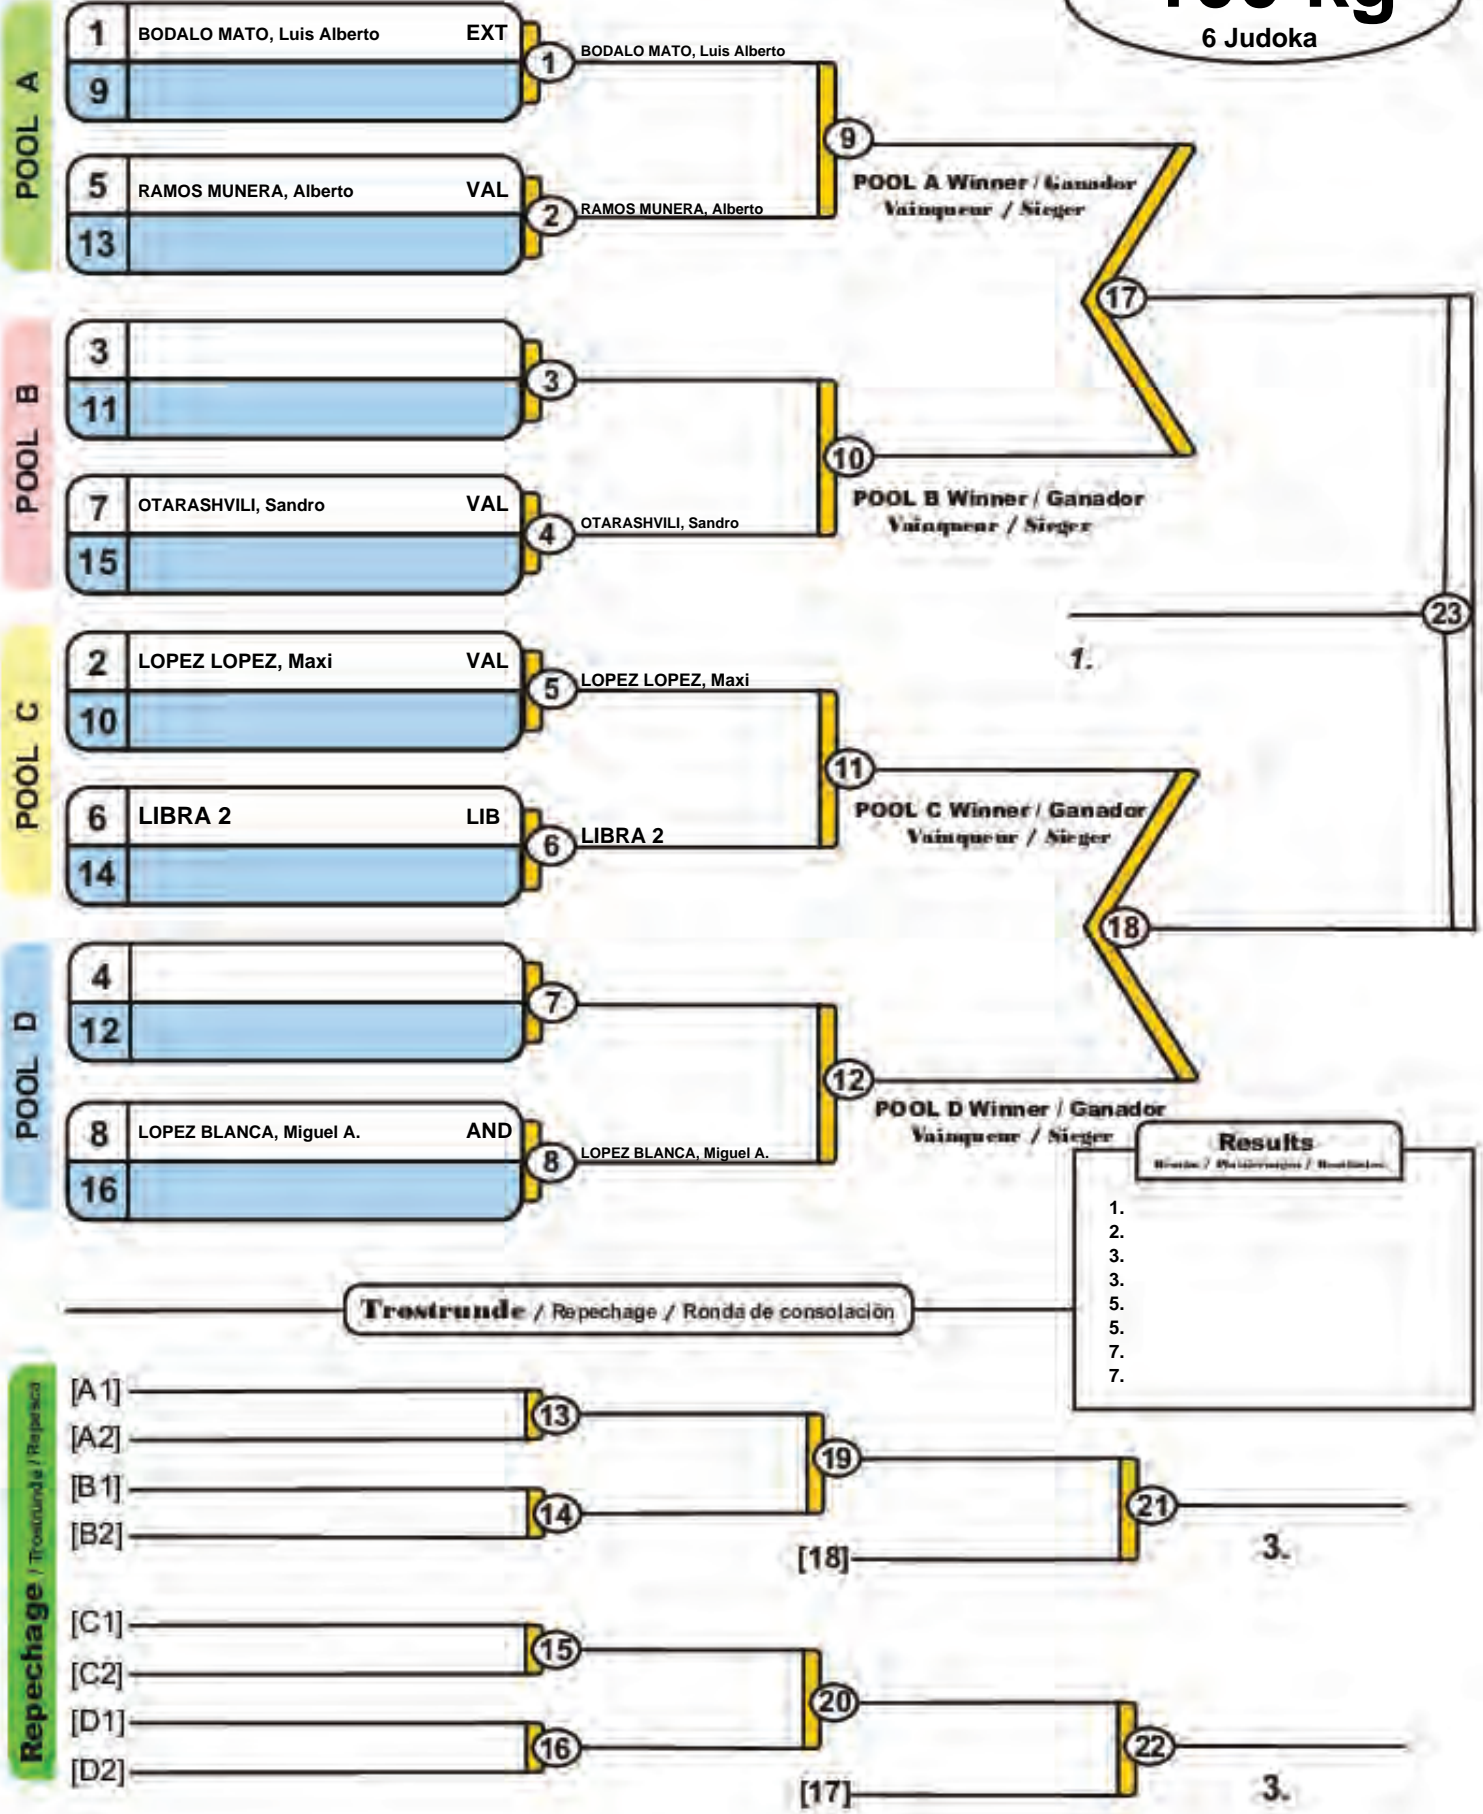 kg
6 Judoka
POOL A
1 BODALO MATO, Luis Alberto EXT
9
1 BODALO MATO, Luis Alberto
5 RAMOS MUNERA, Alberto VAL
13
2 RAMOS MUNERA, Alberto
9
POOL A Winner / Ganador
Vainqueur / Sieger
17
POOL B
3
11
3
7 OTARASHVILI, Sandro VAL
15
4 OTARASHVILI, Sandro
10
POOL B Winner / Ganador
Vainqueur / Sieger
23
1.
POOL C
2 LOPEZ LOPEZ, Maxi VAL
10
5 LOPEZ LOPEZ, Maxi
6 LIBRA 2 LIB
14
6 LIBRA 2
11
POOL C Winner / Ganador
Vainqueur / Sieger
18
POOL D
4
12
7
8 LOPEZ BLANCA, Miguel A. AND
16
8 LOPEZ BLANCA, Miguel A.
12
POOL D Winner / Ganador
Vainqueur / Sieger
Results
1.
2.
3.
3.
5.
5.
7.
7.
Trostrunde / Repechage / Ronda de consolación
Repechage / Trostrunde / Repesca
[A1]
[A2]
13
[B1]
[B2]
14
19
[18]
21
3.
[C1]
[C2]
15
[D1]
[D2]
16
20
[17]
22
3.